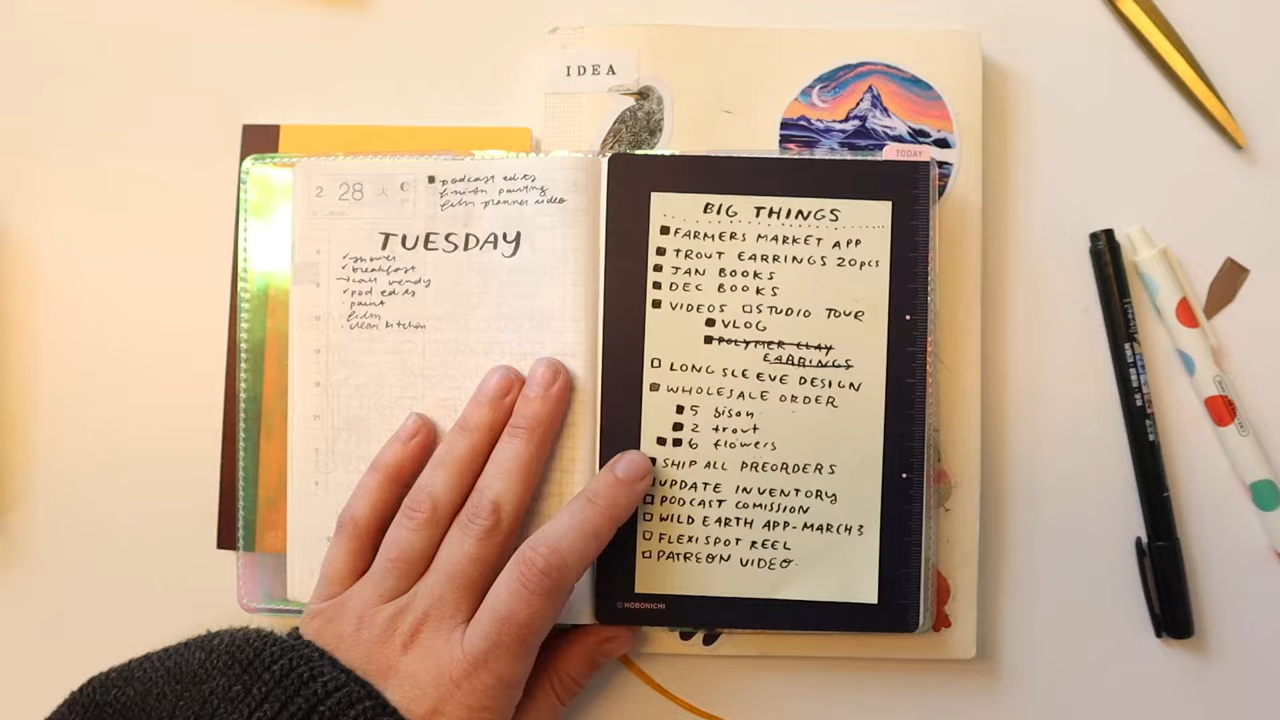 IDEA
TODAY
2 28 火
podcast edits
finish painting
film planner video
TUESDAY
shower
breakfast
call wendy
pod edits
paint
film
clean kitchen
BIG THINGS
FARMERS MARKET APP
TROUT EARRINGS 20pcs
JAN BOOKS
DEC BOOKS
VIDEOS STUDIO TOUR
VLOG
POLYMER CLAY
EARRINGS
LONG SLEEVE DESIGN
WHOLESALE ORDER
5 bison
2 trout
6 flowers
SHIP ALL PREORDERS
UPDATE INVENTORY
PODCAST COMISSION
WILD EARTH APP-MARCH 3
FLEXISPOT REEL
PATREON VIDEO
© HOBONICHI